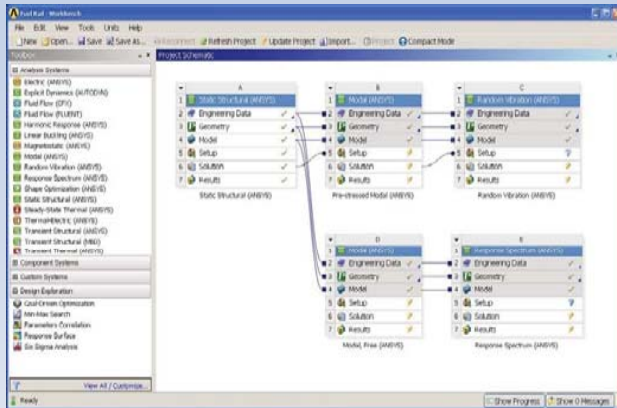 Fuel Rail - Workbench
File Edit View Tools Units Help
New Open... Save Save As... Reconnect Refresh Project Update Project Import... Project Compact Mode
Toolbox
Project Schematic
Analysis Systems
Electric (ANSYS)
Explicit Dynamics (AUTODYN)
Fluid Flow (CFX)
Fluid Flow (FLUENT)
Harmonic Response (ANSYS)
Linear Buckling (ANSYS)
Magnetostatic (ANSYS)
Modal (ANSYS)
Random Vibration (ANSYS)
Response Spectrum (ANSYS)
Shape Optimization (ANSYS)
Static Structural (ANSYS)
Steady-State Thermal (ANSYS)
Thermal-Electric (ANSYS)
Transient Structural (ANSYS)
Transient Structural (MBD)
Transient Thermal (ANSYS)
Component Systems
Custom Systems
Design Exploration
Goal-Driven Optimization
Min-Max Search
Parameters Correlation
Response Surface
Six Sigma Analysis
View All / Customize...
A
1 Static Structural (ANSYS)
2 Engineering Data
3 Geometry
4 Model
5 Setup
6 Solution
7 Results
Static Structural (ANSYS)
B
1 Modal (ANSYS)
2 Engineering Data
3 Geometry
4 Model
5 Setup
6 Solution
7 Results
Pre-stressed Modal (ANSYS)
C
1 Random Vibration (ANSYS)
2 Engineering Data
3 Geometry
4 Model
5 Setup
6 Solution
7 Results
Random Vibration (ANSYS)
D
1 Modal (ANSYS)
2 Engineering Data
3 Geometry
4 Model
5 Setup
6 Solution
7 Results
Modal, Free (ANSYS)
E
1 Response Spectrum (ANSYS)
2 Engineering Data
3 Geometry
4 Model
5 Setup
6 Solution
7 Results
Response Spectrum (ANSYS)
Ready
Show Progress Show 0 Messages